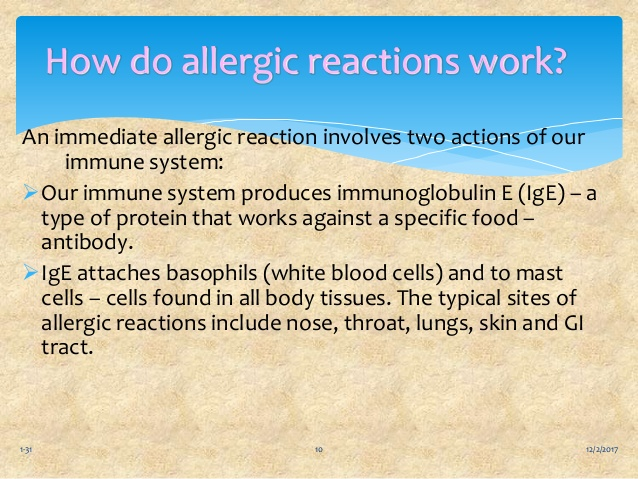 How do allergic reactions work?
An immediate allergic reaction involves two actions of our
immune system:
➢Our immune system produces immunoglobulin E (IgE) – a
type of protein that works against a specific food –
antibody.
➢IgE attaches basophils (white blood cells) and to mast
cells – cells found in all body tissues. The typical sites of
allergic reactions include nose, throat, lungs, skin and GI
tract.
1-31 10 12/2/2017